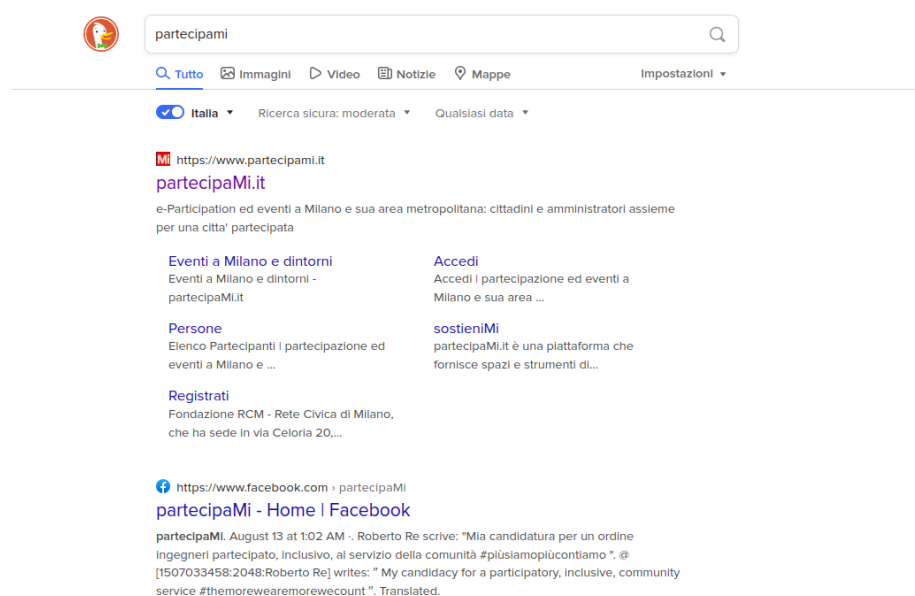 partecipami
Tutto Immagini Video Notizie Mappe Impostazioni
Italia Ricerca sicura: moderata Qualsiasi data
Mi https://www.partecipami.it
partecipaMi.it
e-Participation ed eventi a Milano e sua area metropolitana: cittadini e amministratori assieme
per una citta' partecipata
Eventi a Milano e dintorni
Eventi a Milano e dintorni -
partecipaMi.it
Accedi
Accedi | partecipazione ed eventi a
Milano e sua area ...
Persone
Elenco Partecipanti | partecipazione ed
eventi a Milano e ...
sostieniMi
partecipaMi.it è una piattaforma che
fornisce spazi e strumenti di...
Registrati
Fondazione RCM - Rete Civica di Milano,
che ha sede in via Celoria 20,...
https://www.facebook.com › partecipaMi
partecipaMi - Home | Facebook
partecipaMi. August 13 at 1:02 AM ·. Roberto Re scrive: "Mia candidatura per un ordine
ingegneri partecipato, inclusivo, al servizio della comunità #piùsiamopiùcontiamo ". @
[1507033458:2048:Roberto Re] writes: " My candidacy for a participatory, inclusive, community
service #themorewearemorewecount ". Translated.